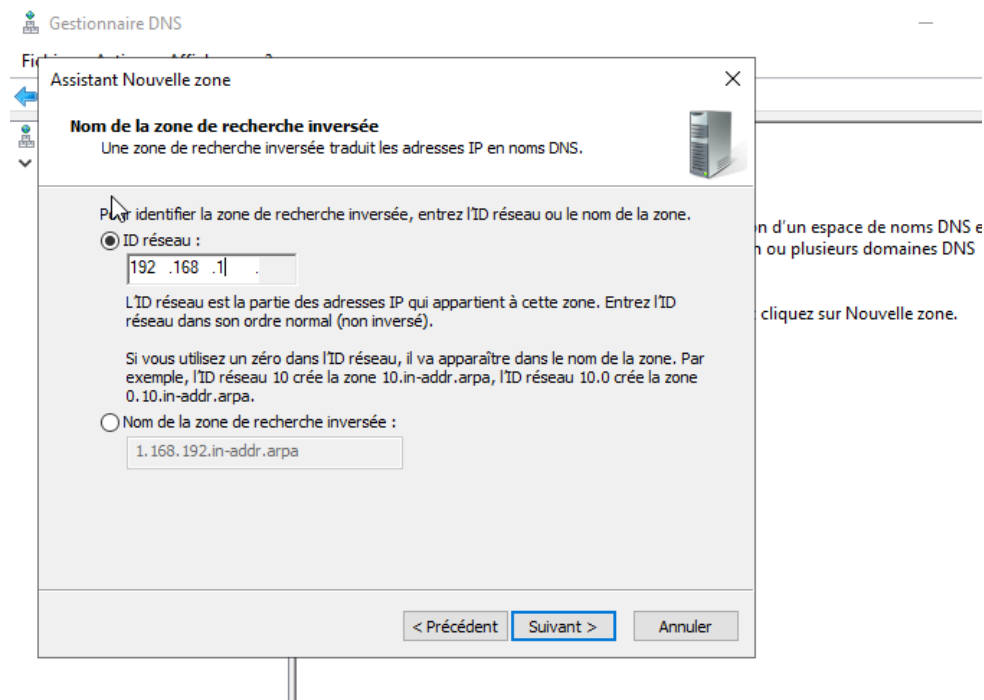 Gestionnaire DNS
Assistant Nouvelle zone
Nom de la zone de recherche inversée
Une zone de recherche inversée traduit les adresses IP en noms DNS.
identifier la zone de recherche inversée, entrez l'ID réseau ou le nom de la zone.
n d'un espace de noms DNS e
ID réseau :
n ou plusieurs domaines DNS
192 .168 .1 .
L'ID réseau est la partie des adresses IP qui appartient à cette zone. Entrez l'ID
réseau dans son ordre normal (non inversé).
cliquez sur Nouvelle zone.
Si vous utilisez un zéro dans l'ID réseau, il va apparaître dans le nom de la zone. Par
exemple, l'ID réseau 10 crée la zone 10.in-addr.arpa, l'ID réseau 10.0 crée la zone
0.10.in-addr.arpa.
Nom de la zone de recherche inversée :
1.168.192.in-addr.arpa
< Précédent Suivant > Annuler